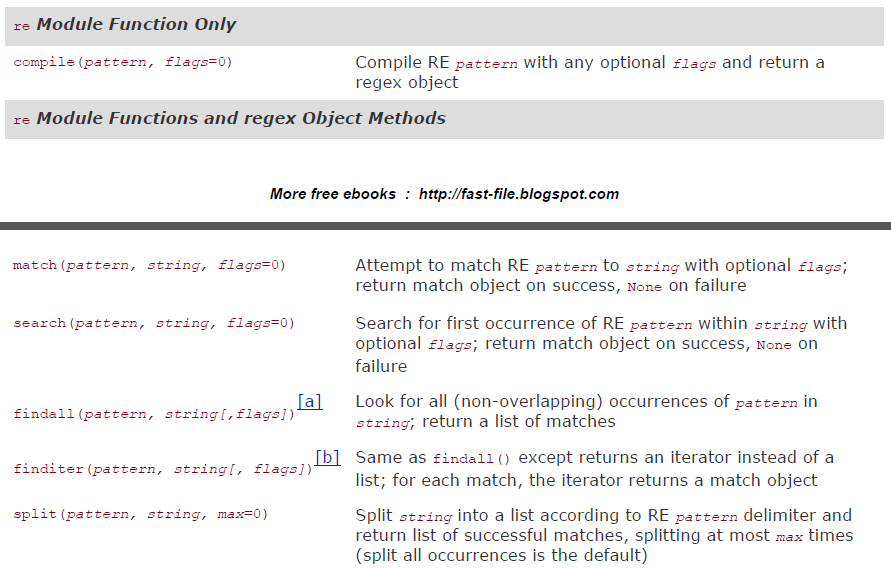 re Module Function Only
compile(pattern, flags=0)
Compile RE pattern with any optional flags and return a
regex object
re Module Functions and regex Object Methods
More free ebooks : http://fast-file.blogspot.com
match(pattern, string, flags=0)
Attempt to match RE pattern to string with optional flags;
return match object on success, None on failure
search(pattern, string, flags=0)
Search for first occurrence of RE pattern within string with
optional flags; return match object on success, None on
failure
findall(pattern, string[,flags])[a]
Look for all (non-overlapping) occurrences of pattern in
string; return a list of matches
finditer(pattern, string[, flags])[b]
Same as findall() except returns an iterator instead of a
list; for each match, the iterator returns a match object
split(pattern, string, max=0)
Split string into a list according to RE pattern delimiter and
return list of successful matches, splitting at most max times
(split all occurrences is the default)